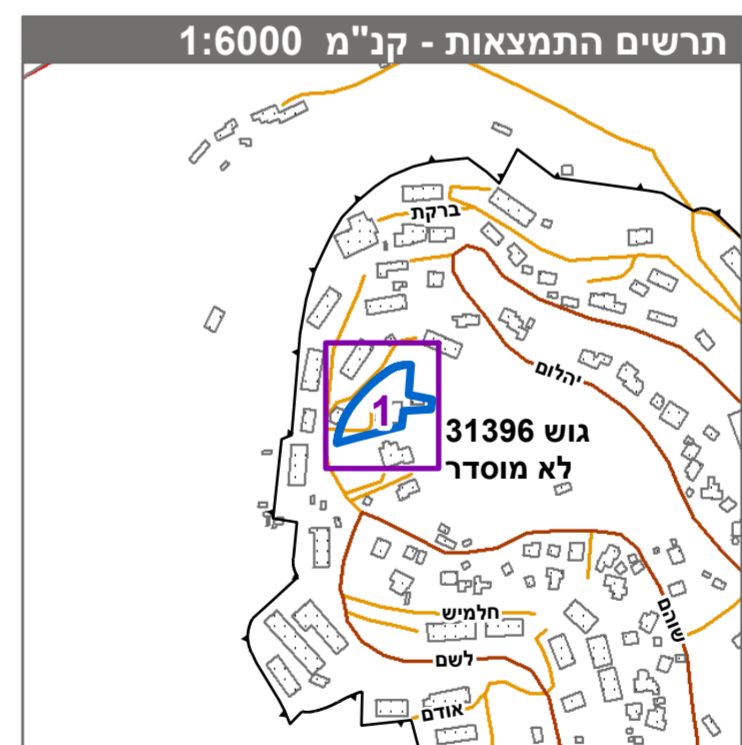 תרשים התמצאות - קנ"מ 1:6000
ברקת
יהלום
1
גוש 31396
לא מוסדר
חלמיש
שוהם
לשם
אודם